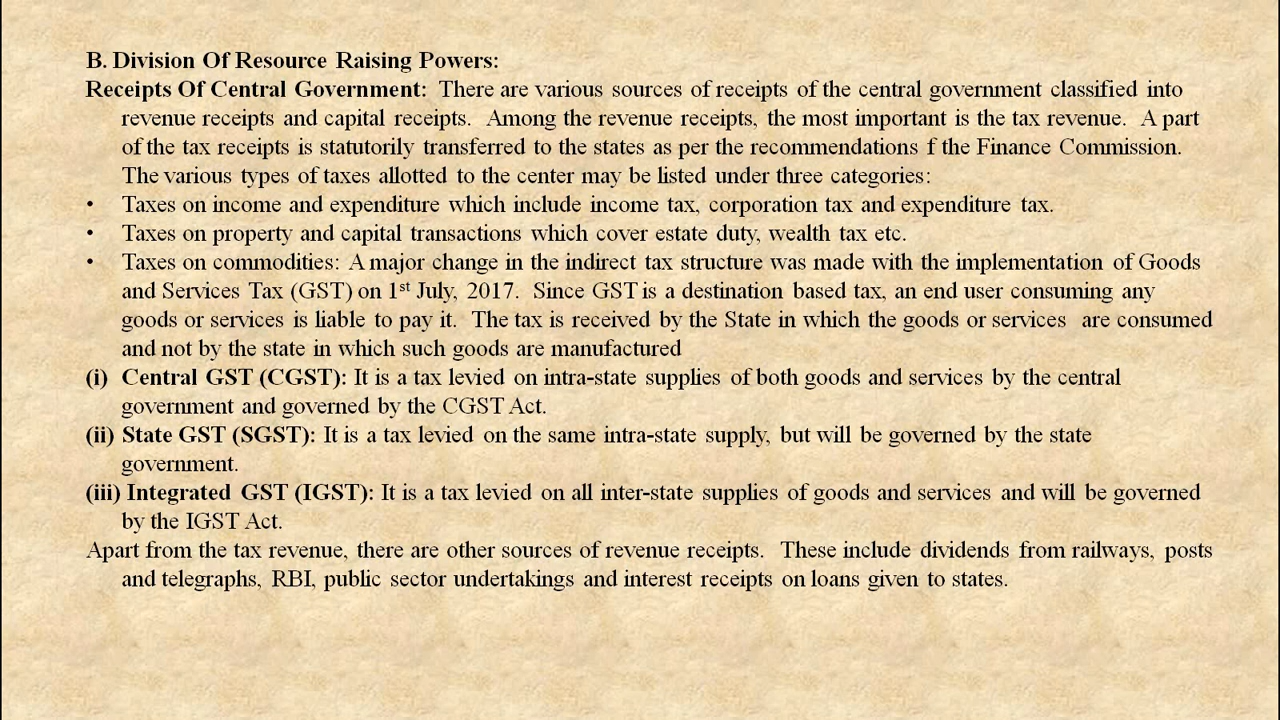 B. Division Of Resource Raising Powers:
Receipts Of Central Government: There are various sources of receipts of the central government classified into
revenue receipts and capital receipts. Among the revenue receipts, the most important is the tax revenue. A part
of the tax receipts is statutorily transferred to the states as per the recommendations f the Finance Commission.
The various types of taxes allotted to the center may be listed under three categories:
• Taxes on income and expenditure which include income tax, corporation tax and expenditure tax.
• Taxes on property and capital transactions which cover estate duty, wealth tax etc.
• Taxes on commodities: A major change in the indirect tax structure was made with the implementation of Goods
and Services Tax (GST) on 1st July, 2017. Since GST is a destination based tax, an end user consuming any
goods or services is liable to pay it. The tax is received by the State in which the goods or services are consumed
and not by the state in which such goods are manufactured
(i) Central GST (CGST): It is a tax levied on intra-state supplies of both goods and services by the central
government and governed by the CGST Act.
(ii) State GST (SGST): It is a tax levied on the same intra-state supply, but will be governed by the state
government.
(iii) Integrated GST (IGST): It is a tax levied on all inter-state supplies of goods and services and will be governed
by the IGST Act.
Apart from the tax revenue, there are other sources of revenue receipts. These include dividends from railways, posts
and telegraphs, RBI, public sector undertakings and interest receipts on loans given to states.